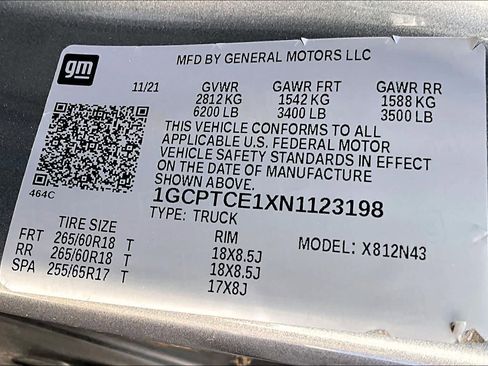 gm
MFD BY GENERAL MOTORS LLC
11/21 GVWR GAWR FRT GAWR RR
2812 KG 1542 KG 1588 KG
6200 LB 3400 LB 3500 LB
THIS VEHICLE CONFORMS TO ALL
APPLICABLE U.S. FEDERAL MOTOR
VEHICLE SAFETY STANDARDS IN EFFECT
ON THE DATE OF MANUFACTURE
SHOWN ABOVE.
464C
1GCPTCE1XN1123198
TYPE: TRUCK MODEL: X812N43
TIRE SIZE RIM
FRT 265/60R18 T 18X8.5J
RR 265/60R18 T 18X8.5J
SPA 255/65R17 T 17X8J